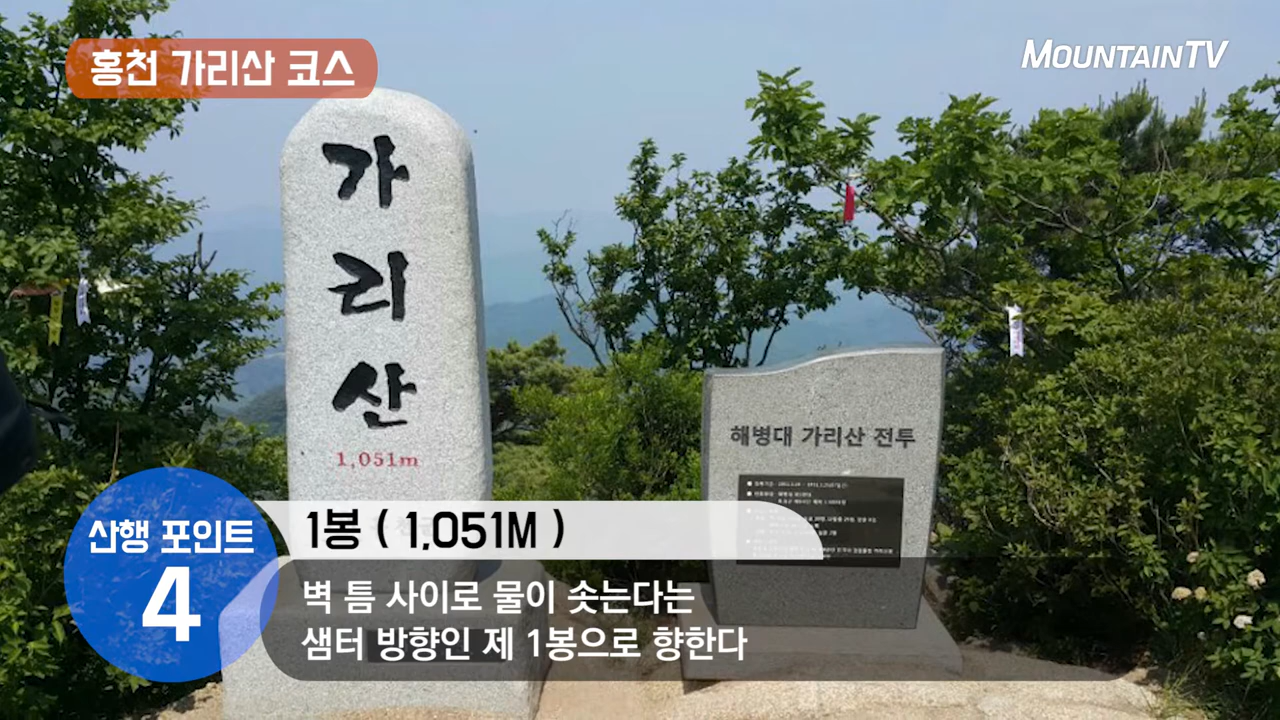 홍천 가리산 코스
MOUNTAINTV
가
리
산
1,051m
해병대 가리산 전투
산행 포인트
4
1봉 ( 1,051M )
벽 틈 사이로 물이 솟는다는
샘터 방향인 제 1봉으로 향한다